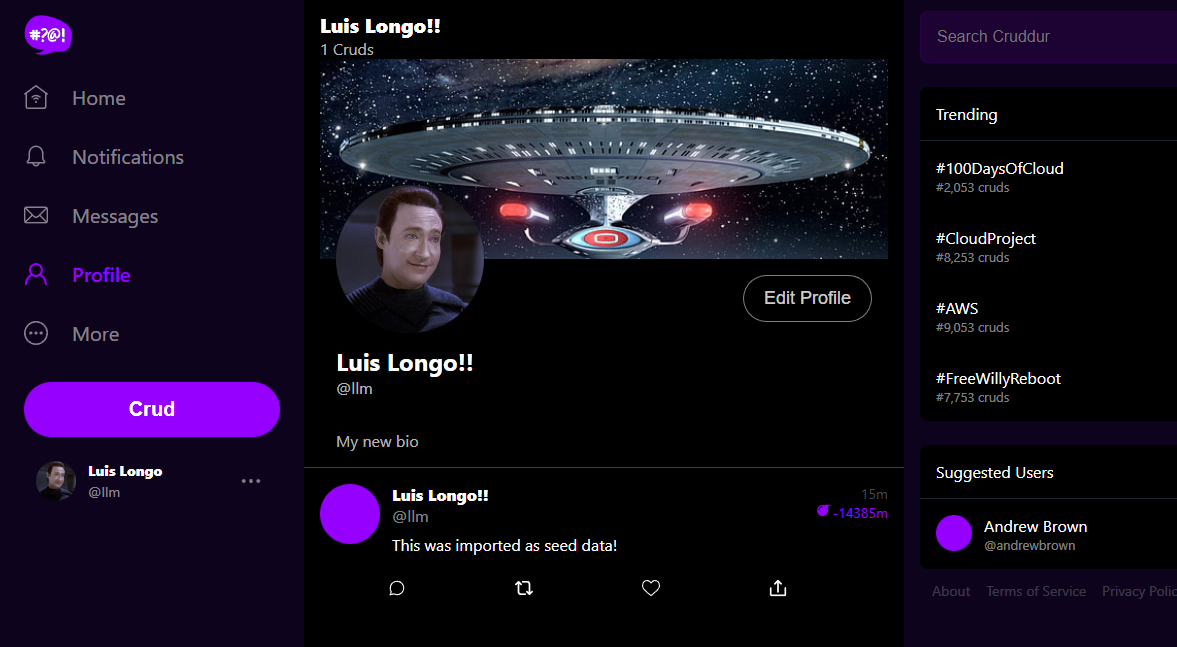 #?@!
Home
Notifications
Messages
Profile
More
Crud
Luis Longo
@llm
Luis Longo!!
1 Cruds
Edit Profile
Luis Longo!!
@llm
My new bio
Luis Longo!!
@llm
15m
-14385m
This was imported as seed data!
Search Cruddur
Trending
#100DaysOfCloud
#2,053 cruds
#CloudProject
#8,253 cruds
#AWS
#9,053 cruds
#FreeWillyReboot
#7,753 cruds
Suggested Users
Andrew Brown
@andrewbrown
About Terms of Service Privacy Polic